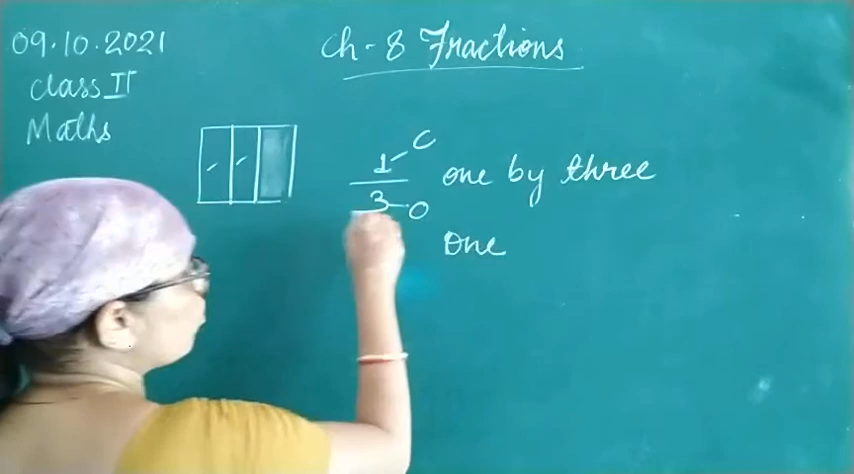 09.10.2021
Class II
Maths
Ch-8 Fractions
1 - C
3 - O
one by three
One